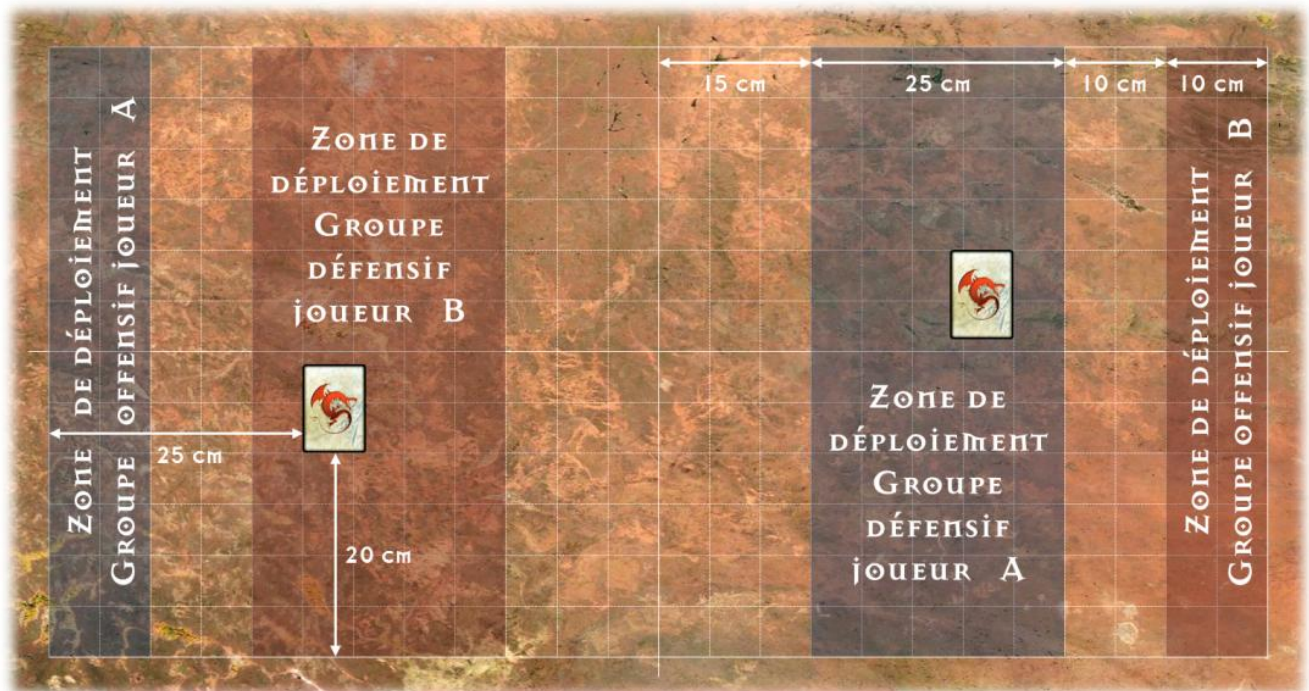 Zone de déploiement
Groupe offensif joueur A
Zone de
déploiement
Groupe
défensif
joueur B
25 cm
20 cm
15 cm
25 cm
10 cm
10 cm
Zone de
déploiement
Groupe
défensif
joueur A
Zone de déploiement
Groupe offensif joueur B